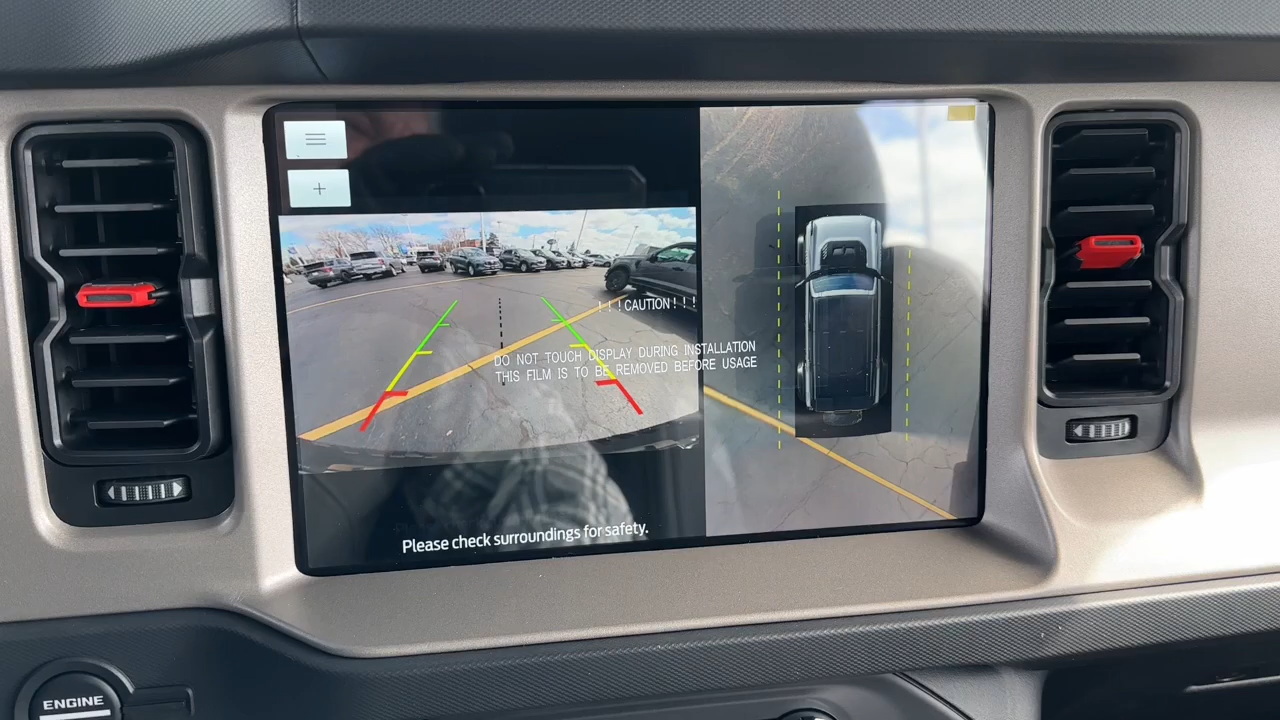 ! ! ! CAUTION ! ! !
DO NOT TOUCH DISPLAY DURING INSTALLATION
THIS FILM IS TO BE REMOVED BEFORE USAGE
Please check surroundings for safety.
ENGINE